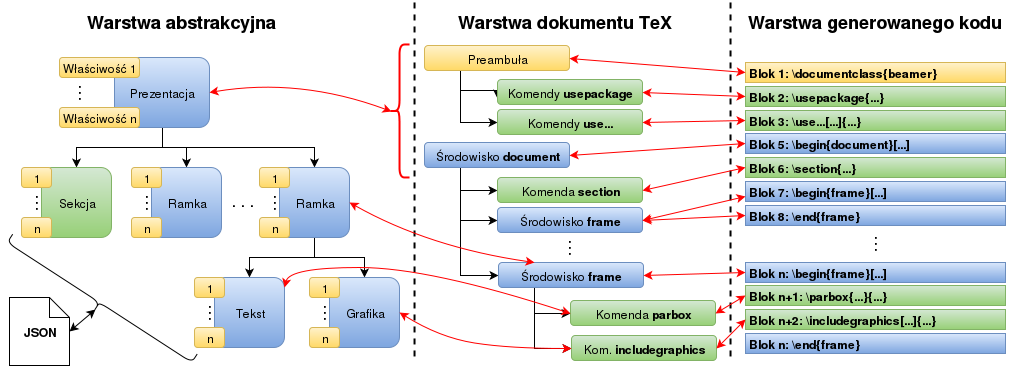 Warstwa abstrakcyjna
Właściwość 1
⋮
Prezentacja
Właściwość n
1
⋮
Sekcja
n
1
⋮
Ramka
n
. . .
1
⋮
Ramka
n
1
⋮
Tekst
n
1
⋮
Grafika
n
JSON
Warstwa dokumentu TeX
Preambuła
Komendy usepackage
Komendy use...
Środowisko document
Komenda section
Środowisko frame
⋮
Środowisko frame
Komenda parbox
Kom. includegraphics
Warstwa generowanego kodu
Blok 1: \documentclass{beamer}
Blok 2: \usepackage{...}
Blok 3: \use...[...]{...}
Blok 5: \begin{document}[...]
Blok 6: \section{...}
Blok 7: \begin{frame}[...]
Blok 8: \end{frame}
⋮
Blok n: \begin{frame}[...]
Blok n+1: \parbox{...}{...}
Blok n+2: \includegraphics[...]{...}
Blok n: \end{frame}